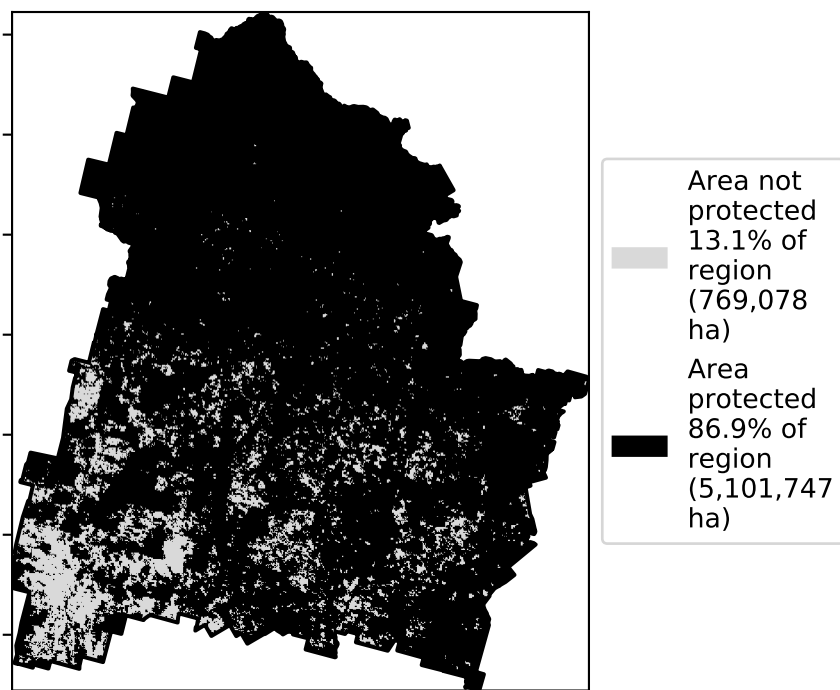 Area not
protected
13.1% of
region
(769,078
ha)
Area
protected
86.9% of
region
(5,101,747
ha)